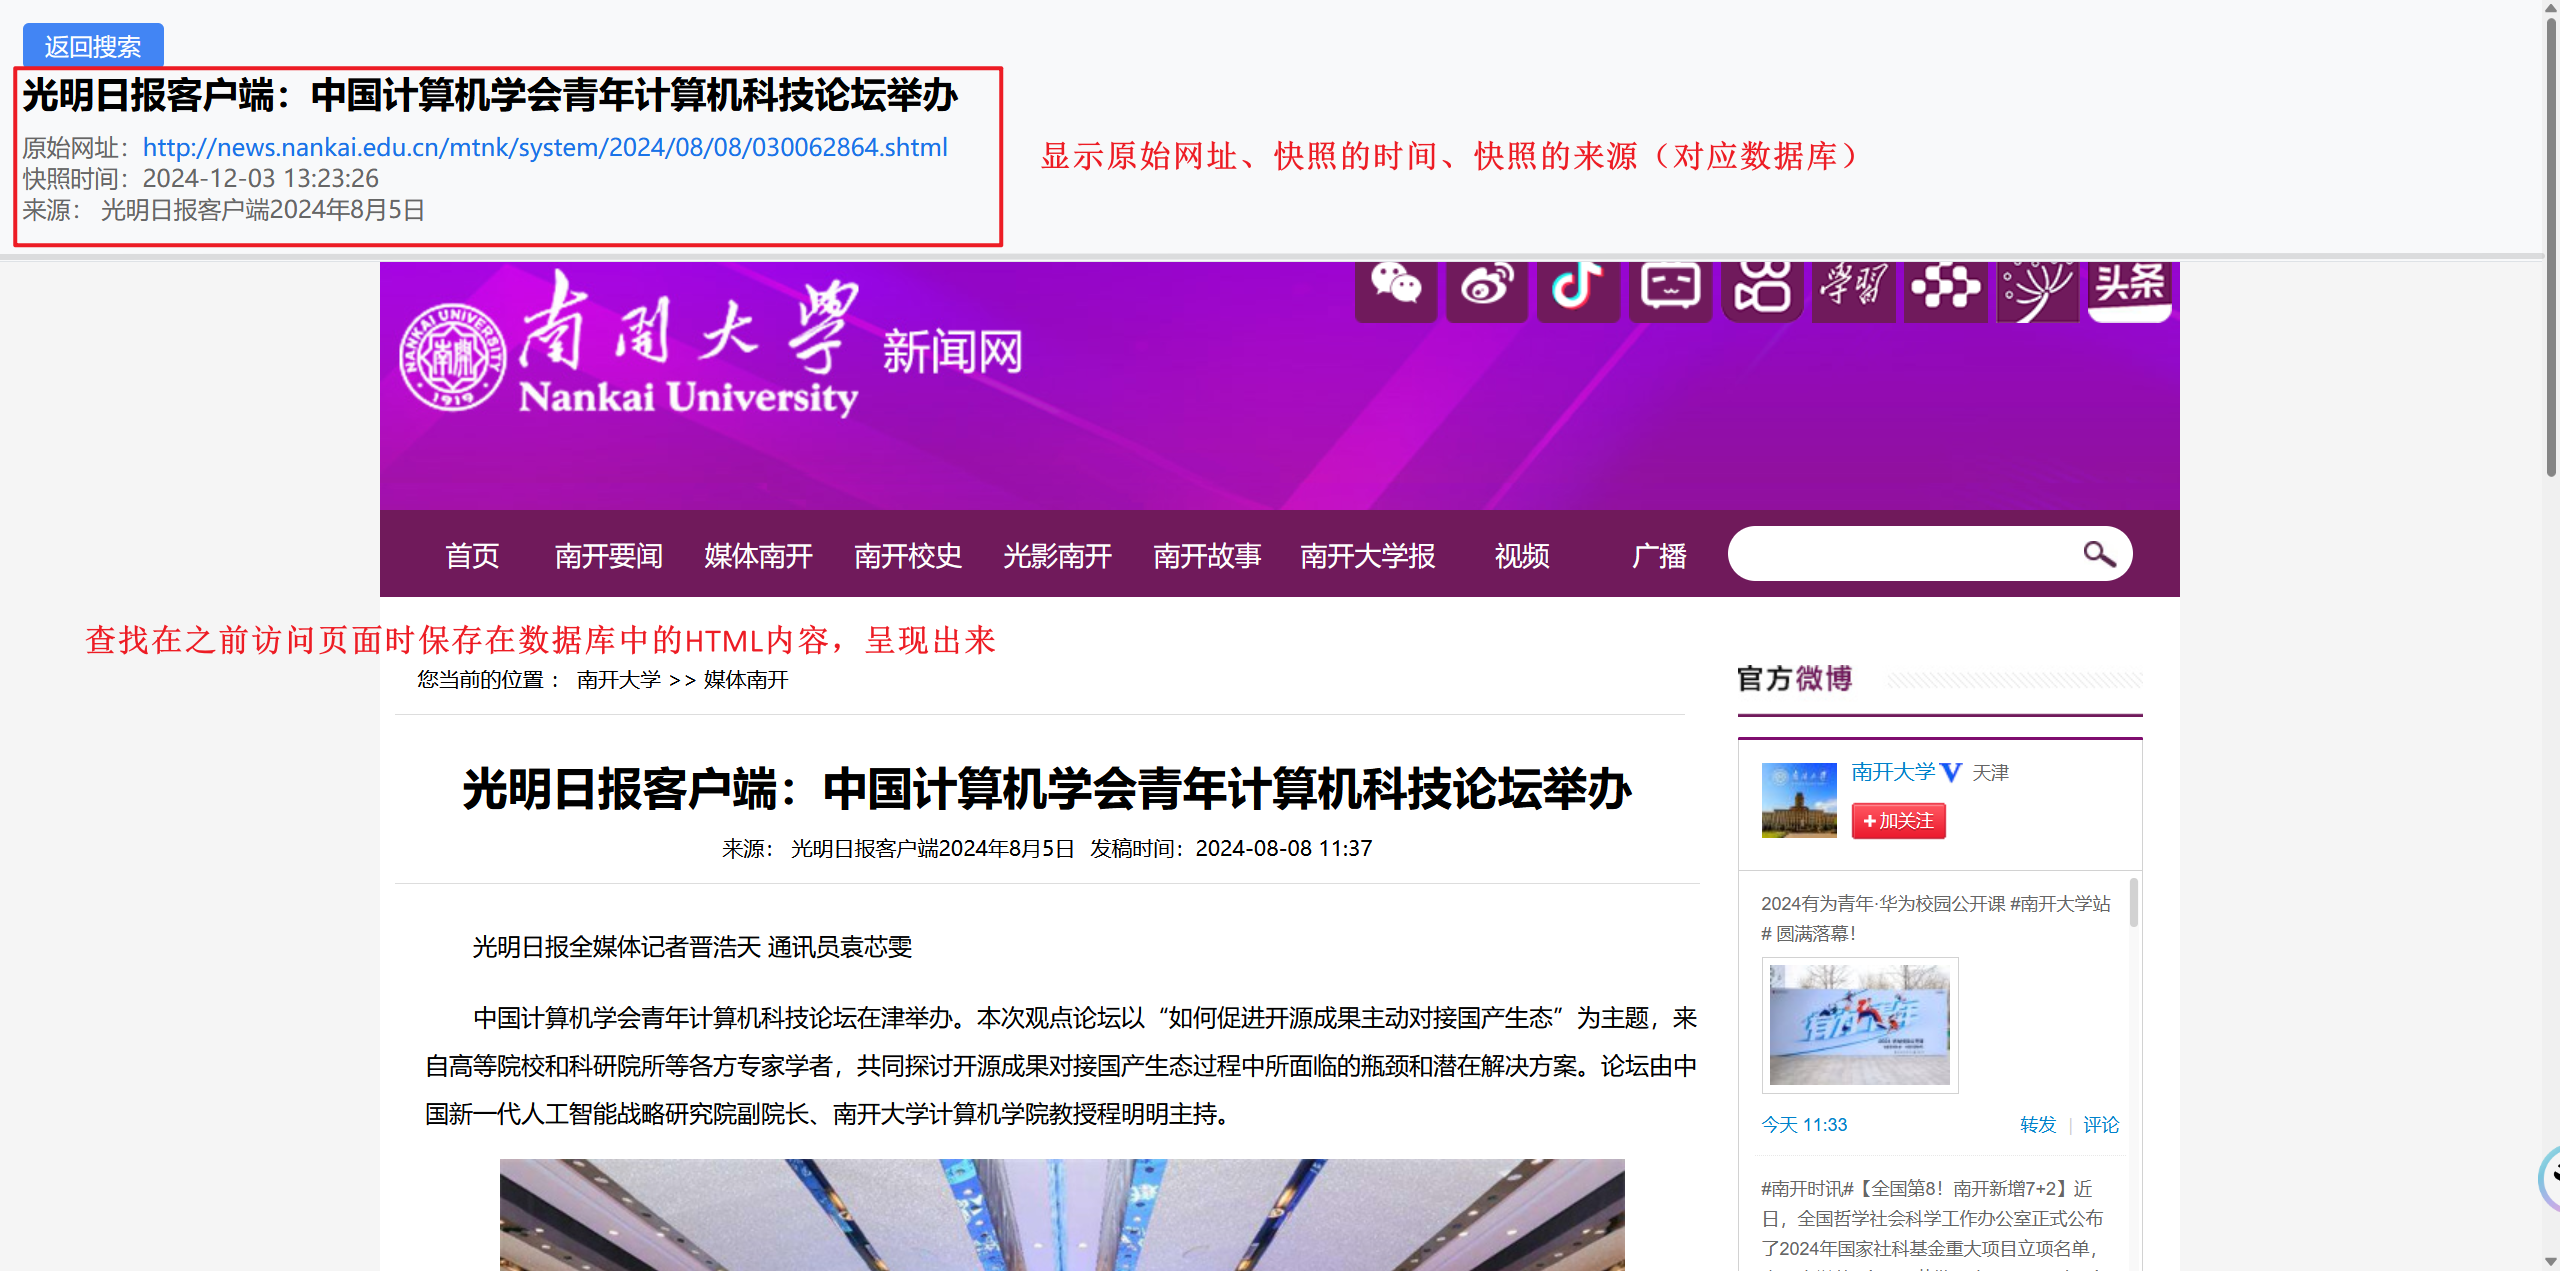 返回搜索
光明日报客户端：中国计算机学会青年计算机科技论坛举办
原始网址：http://news.nankai.edu.cn/mtnk/system/2024/08/08/030062864.shtml
快照时间：2024-12-03 13:23:26
来源： 光明日报客户端2024年8月5日
显示原始网址、快照的时间、快照的来源（对应数据库）
南开大学
Nankai University
新闻网
NANKAI UNIVERSITY
南開
1919
学習
头条
首页 南开要闻 媒体南开 南开校史 光影南开 南开故事 南开大学报 视频 广播
查找在之前访问页面时保存在数据库中的HTML内容，呈现出来
您当前的位置 ： 南开大学 >> 媒体南开
光明日报客户端：中国计算机学会青年计算机科技论坛举办
来源： 光明日报客户端2024年8月5日 发稿时间：2024-08-08 11:37
光明日报全媒体记者晋浩天 通讯员袁芯雯
中国计算机学会青年计算机科技论坛在津举办。本次观点论坛以“如何促进开源成果主动对接国产生态”为主题，来
自高等院校和科研院所等各方专家学者，共同探讨开源成果对接国产生态过程中所面临的瓶颈和潜在解决方案。论坛由中
国新一代人工智能战略研究院副院长、南开大学计算机学院教授程明明主持。
官方微博
南开大学 V 天津
+加关注
2024有为青年·华为校园公开课 #南开大学站
# 圆满落幕！
有为青年
今天 11:33 转发 | 评论
#南开时讯#【全国第8！南开新增7+2】近
日，全国哲学社会科学工作办公室正式公布
了2024年国家社科基金重大项目立项名单，